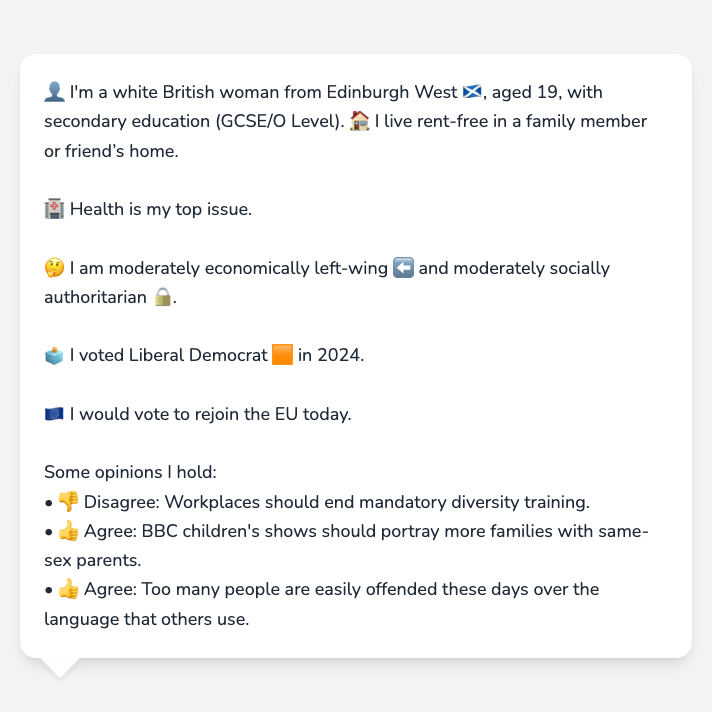 👤 I'm a white British woman from Edinburgh West 🏴󠁧󠁢󠁳󠁣󠁴󠁿, aged 19, with
secondary education (GCSE/O Level). 🏠 I live rent-free in a family member
or friend’s home.
🏥 Health is my top issue.
🤔 I am moderately economically left-wing ⬅️ and moderately socially
authoritarian 🔒.
🗳️ I voted Liberal Democrat 🟧 in 2024.
🇪🇺 I would vote to rejoin the EU today.
Some opinions I hold:
• 👎 Disagree: Workplaces should end mandatory diversity training.
• 👍 Agree: BBC children's shows should portray more families with same-
sex parents.
• 👍 Agree: Too many people are easily offended these days over the
language that others use.